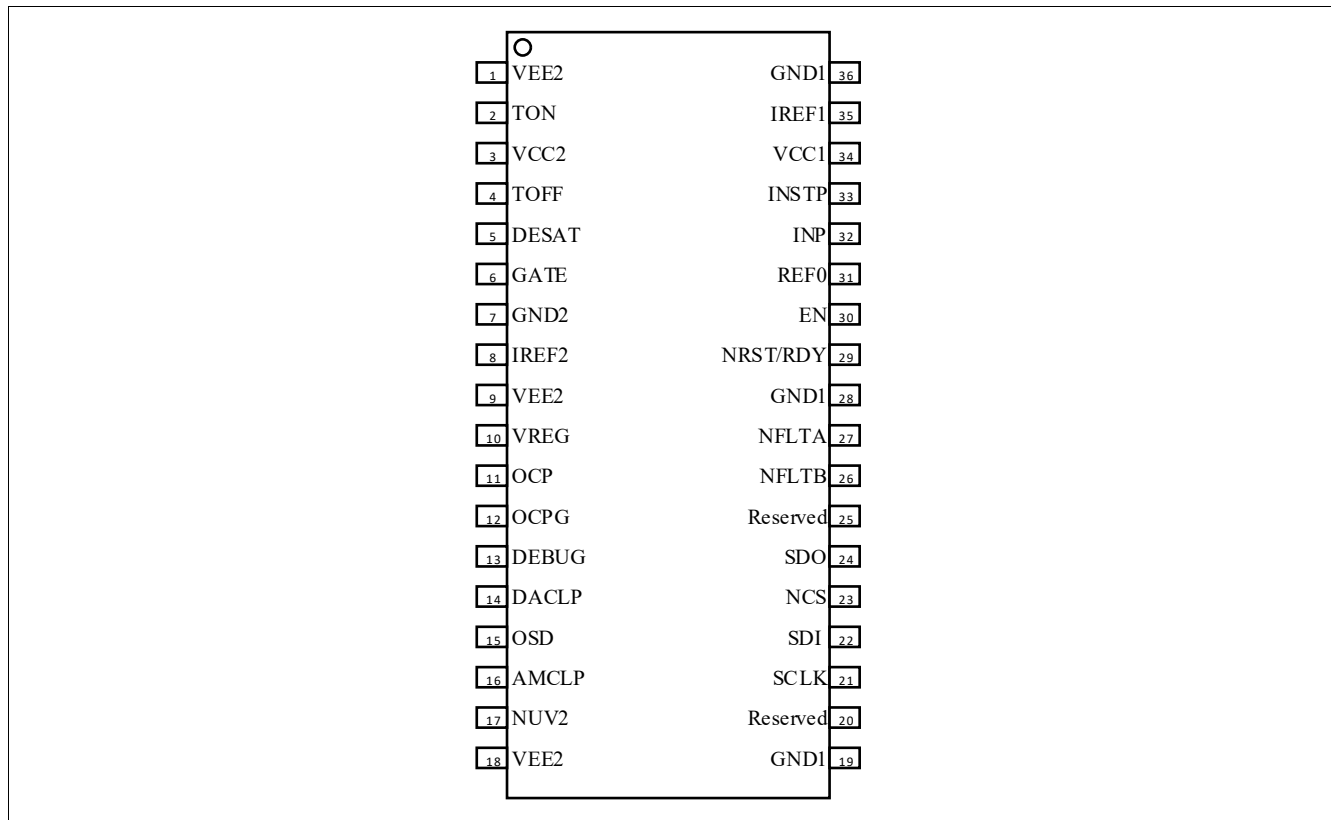 1 VEE2 GND1 36
2 TON IREF1 35
3 VCC2 VCC1 34
4 TOFF INSTP 33
5 DESAT INP 32
6 GATE REF0 31
7 GND2 EN 30
8 IREF2 NRST/RDY 29
9 VEE2 GND1 28
10 VREG NFLTA 27
11 OCP NFLTB 26
12 OCPG Reserved 25
13 DEBUG SDO 24
14 DACLP NCS 23
15 OSD SDI 22
16 AMCLP SCLK 21
17 NUV2 Reserved 20
18 VEE2 GND1 19